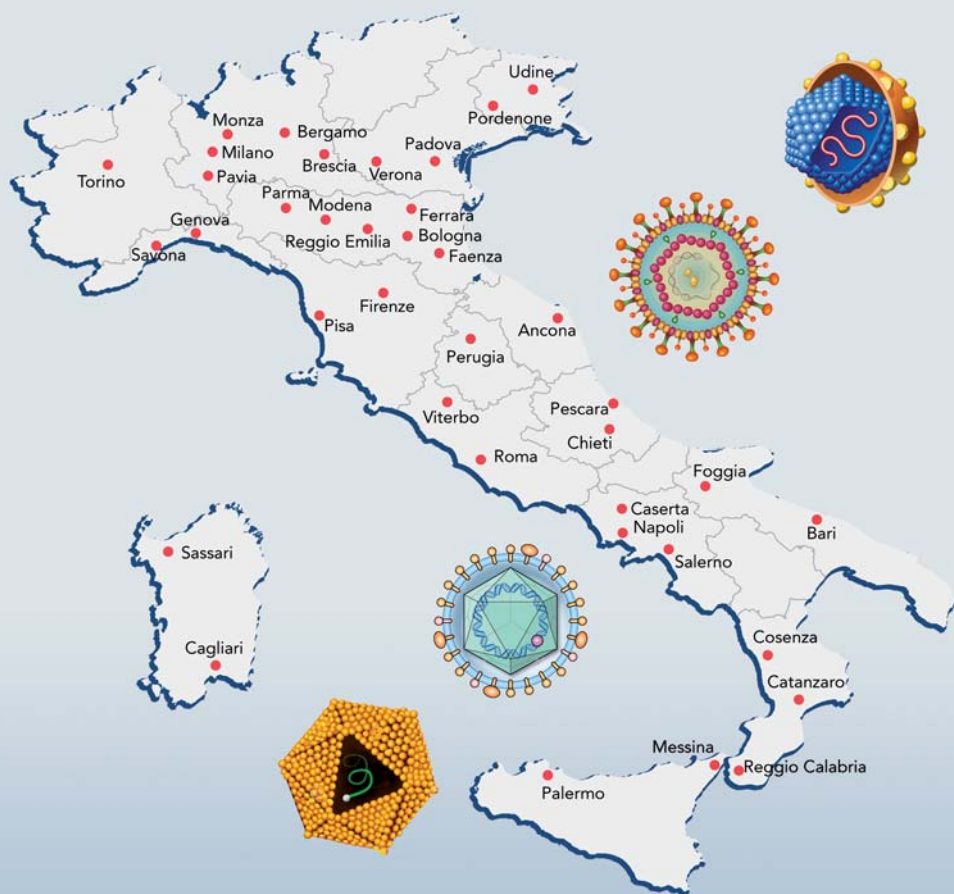 Udine
Pordenone
Monza
Bergamo
Milano
Brescia
Padova
Verona
Torino
Pavia
Parma
Modena
Ferrara
Genova
Reggio Emilia
Bologna
Savona
Faenza
Firenze
Pisa
Ancona
Perugia
Viterbo
Pescara
Chieti
Roma
Foggia
Caserta
Napoli
Bari
Salerno
Sassari
Cagliari
Cosenza
Catanzaro
Messina
Reggio Calabria
Palermo